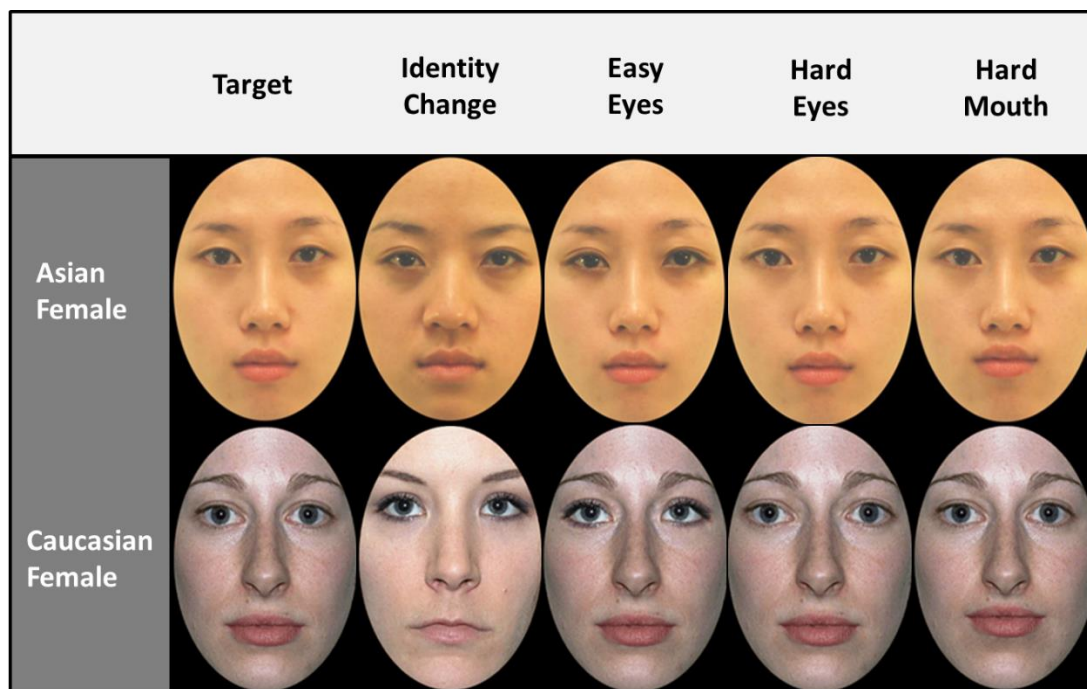 Target
Identity
Change
Easy
Eyes
Hard
Eyes
Hard
Mouth
Asian
Female
Caucasian
Female